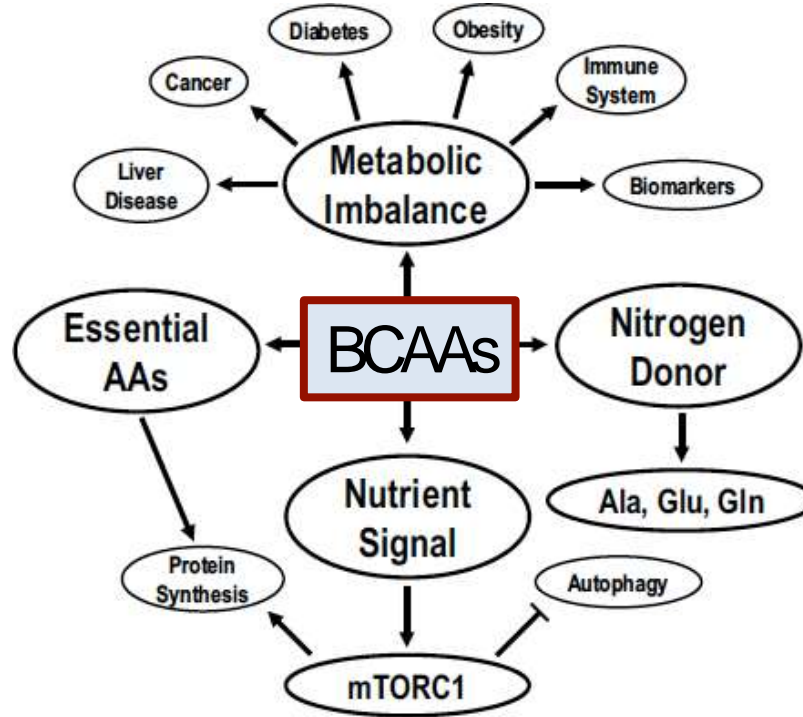 Diabetes
Obesity
Cancer
Immune
System
Metabolic
Imbalance
Liver
Disease
Biomarkers
Essential
AAs
BCAAs
Nitrogen
Donor
Nutrient
Signal
Ala, Glu, Gln
Protein
Synthesis
Autophagy
mTORC1